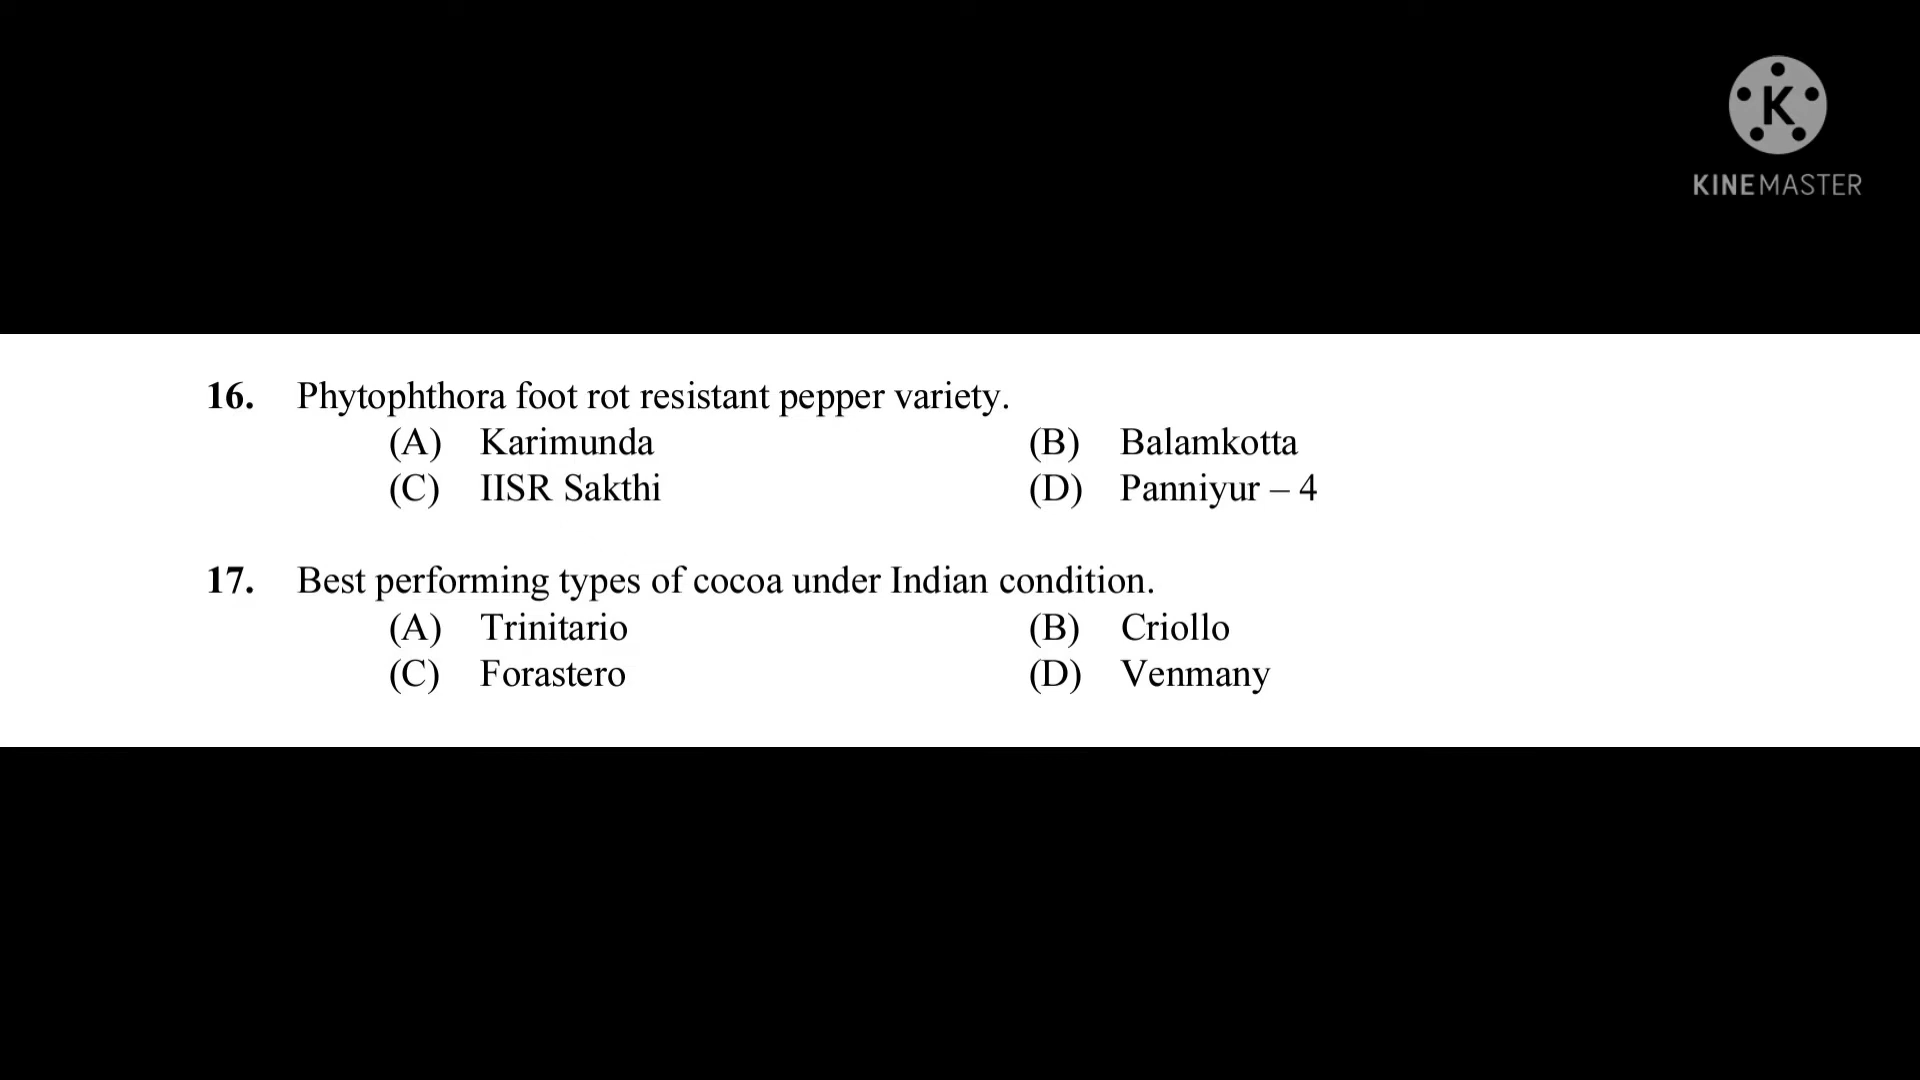 K
KINEMASTER
16. Phytophthora foot rot resistant pepper variety.
(A) Karimunda (B) Balamkotta
(C) IISR Sakthi (D) Panniyur – 4
17. Best performing types of cocoa under Indian condition.
(A) Trinitario (B) Criollo
(C) Forastero (D) Venmany